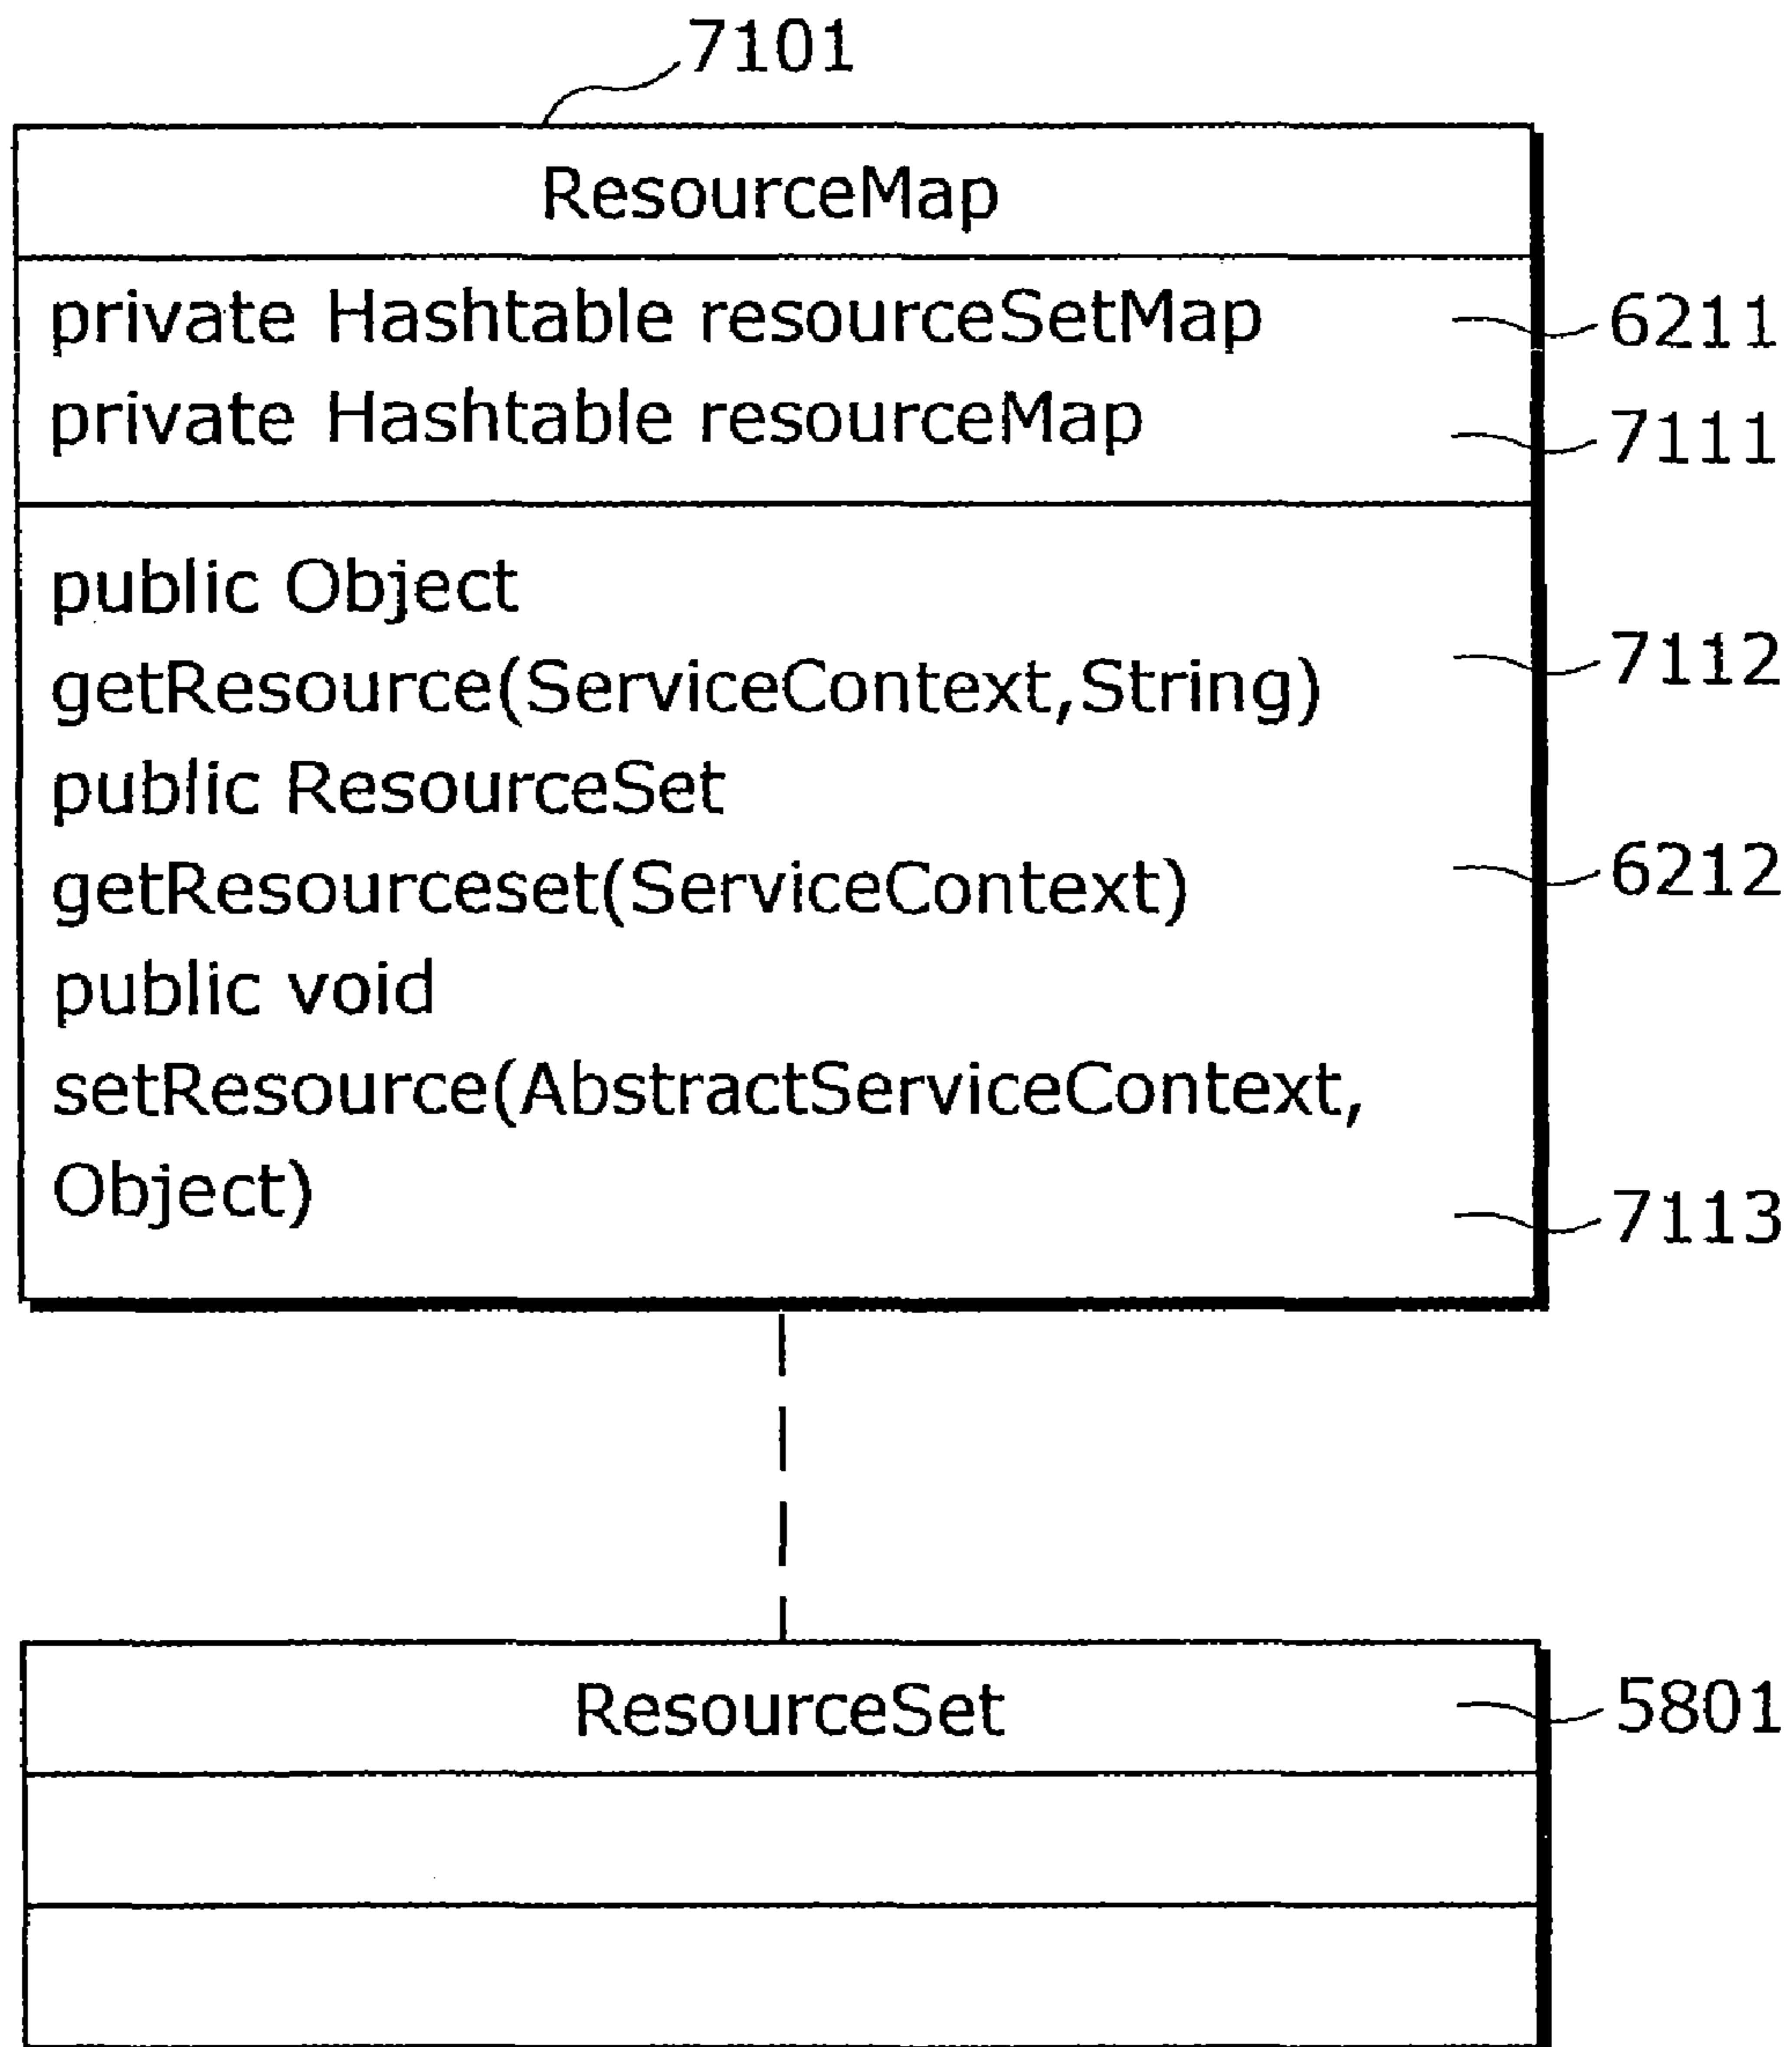 7101
ResourceMap
private Hashtable resourceSetMap
6211
private Hashtable resourceMap
7111
public Object
getResource(ServiceContext,String)
7112
public ResourceSet
getResourceset(ServiceContext)
6212
public void
setResource(AbstractServiceContext,
Object)
7113
ResourceSet
5801